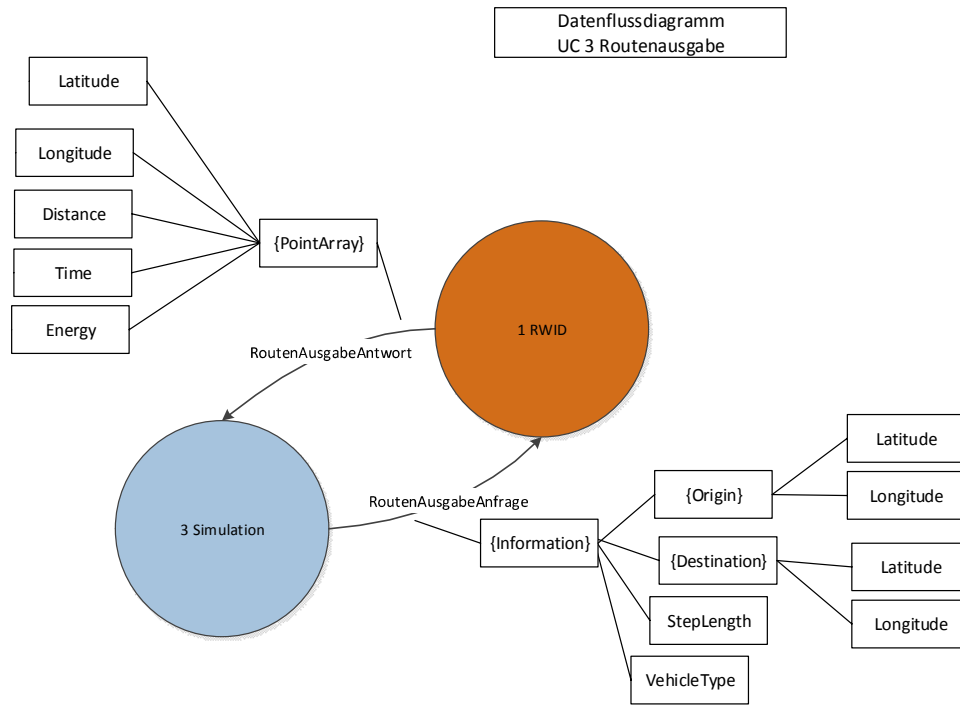 Datenflussdiagramm
UC 3 Routenausgabe
Latitude
Longitude
Distance
Time
Energy
{PointArray}
1 RWID
RoutenAusgabeAntwort
3 Simulation
RoutenAusgabeAnfrage
{Information}
{Origin}
Latitude
Longitude
{Destination}
Latitude
Longitude
StepLength
VehicleType